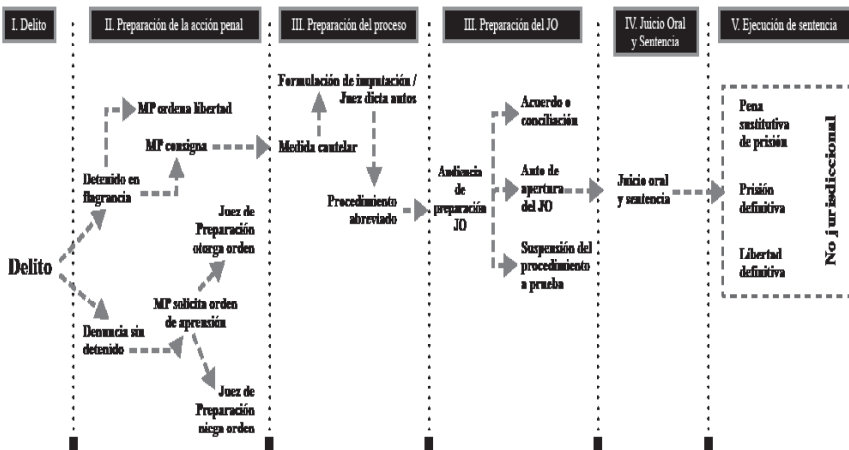 I. Delito
II. Preparación de la acción penal
III. Preparación del proceso
III. Preparación del JO
IV. Juicio Oral
y Sentencia
V. Ejecución de sentencia
Delito
Detenido en
flagrancia
MP ordena libertad
MP consigna
Denuncia sin
detenido
MP solicita orden
de aprensión
Juez de
Preparación
otorga orden
Juez de
Preparación
niega orden
Formulación de imputación /
Juez dicta autos
Medida cautelar
Procedimiento
abreviado
Audiencia
de
preparación
JO
Acuerdo o
conciliación
Auto de
apertura
del JO
Suspensión del
procedimiento
a prueba
Juicio oral
y sentencia
Pena
sustitutiva
de prisión
Prisión
definitiva
Libertad
definitiva
No jurisdiccional